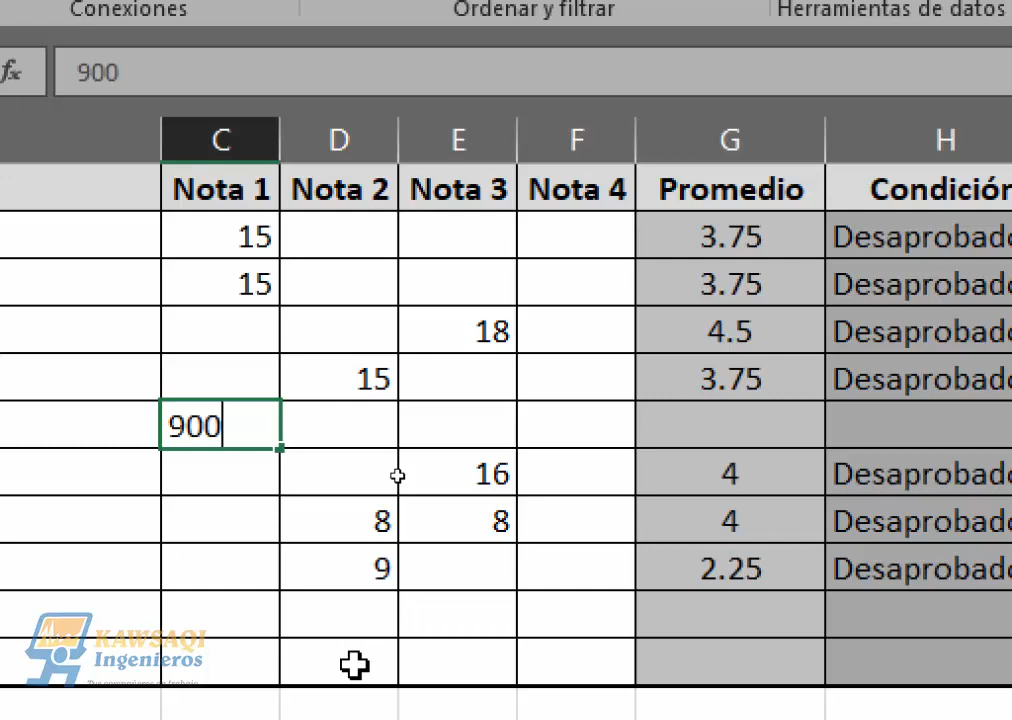 Conexiones Ordenar y filtrar Herramientas de datos
fx 900
C D E F G H
Nota 1 Nota 2 Nota 3 Nota 4 Promedio Condición
15 3.75 Desaprobado
15 3.75 Desaprobado
18 4.5 Desaprobado
15 3.75 Desaprobado
900
16 4 Desaprobado
8 8 4 Desaprobado
9 2.25 Desaprobado
KAWSAQI
Ingenieros